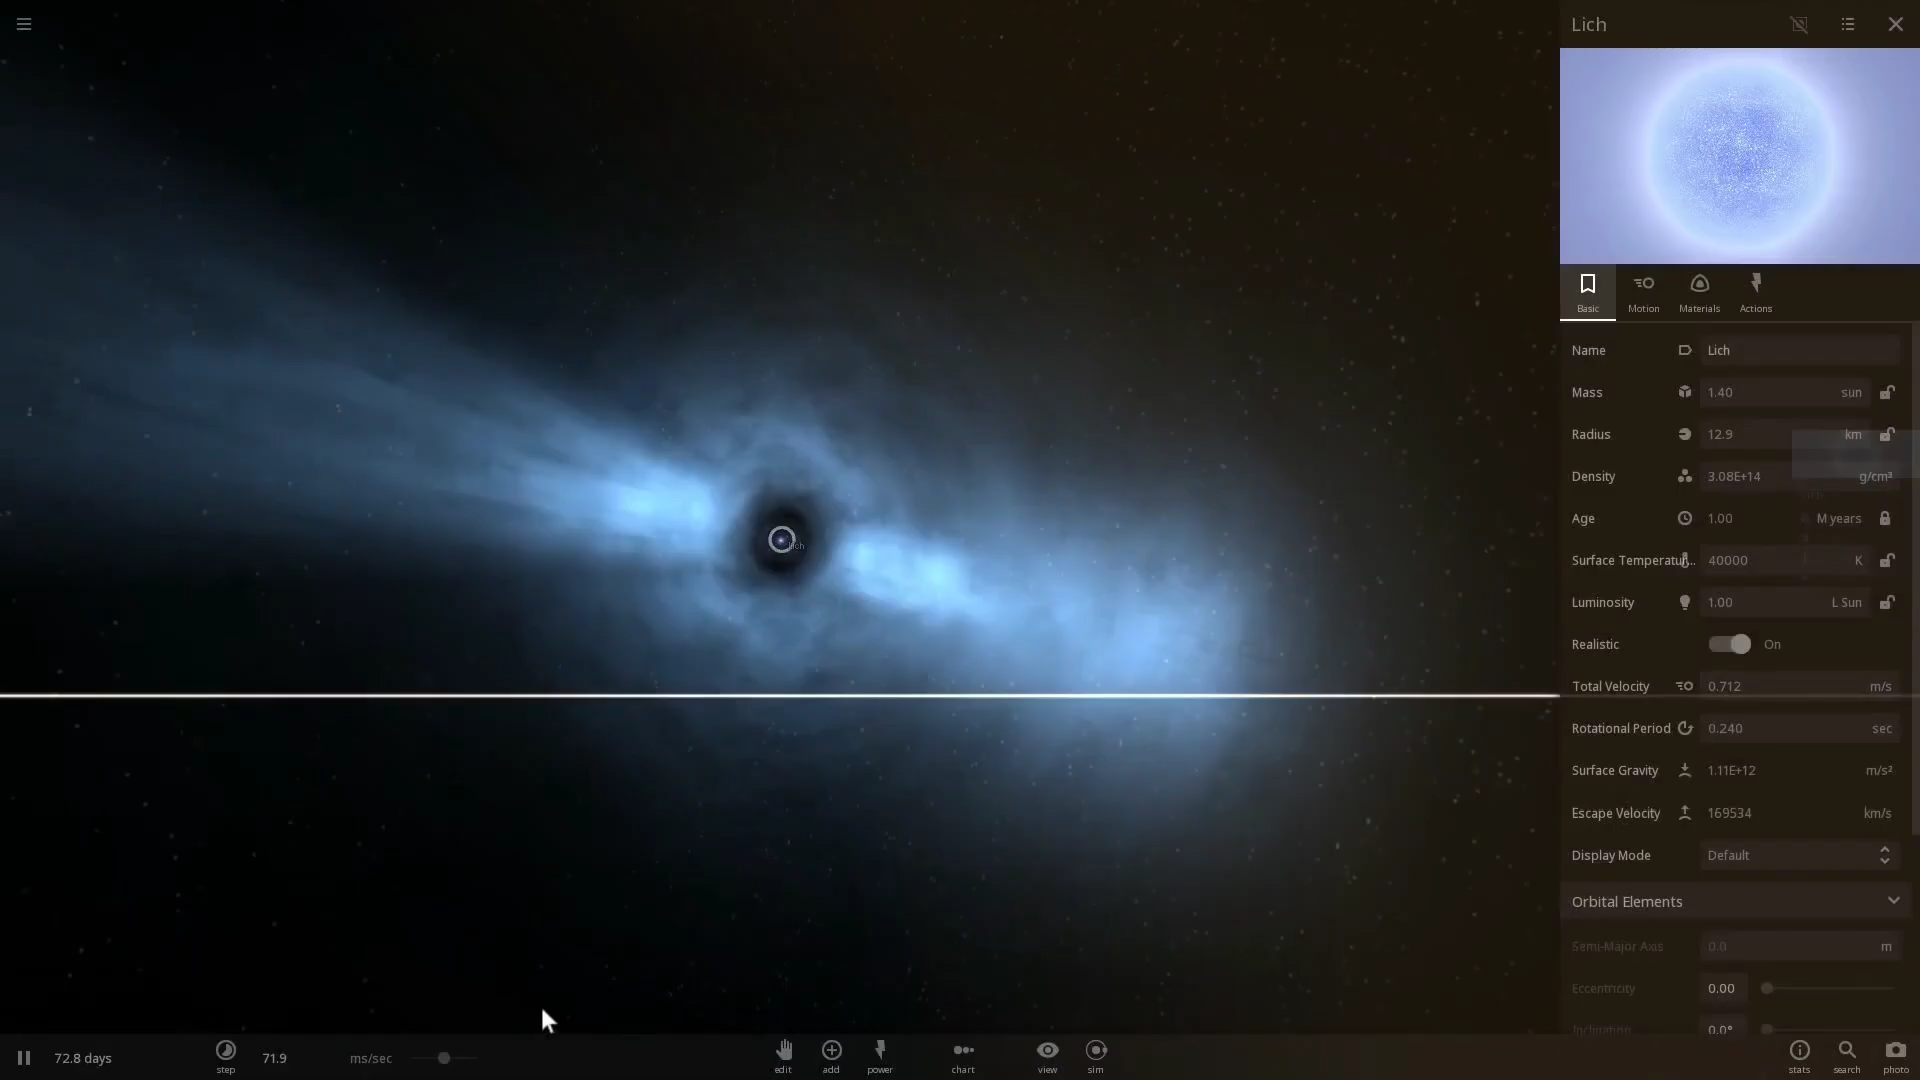 Lich
Basic
Motion
Materials
Actions
Name Lich
Mass 1.40 sun
Radius 12.9 km
Density 3.08E+14 g/cm³
Age 1.00 M years
Surface Temperatur... 40000 K
Luminosity 1.00 L Sun
Realistic On
Total Velocity 0.712 m/s
Rotational Period 0.240 sec
Surface Gravity 1.11E+12 m/s²
Escape Velocity 169534 km/s
Display Mode Default
Orbital Elements
Semi-Major Axis 0.0 m
Eccentricity 0.00
Inclination 0.0°
Lich
72.8 days
step
71.9 ms/sec
edit
add
power
chart
view
sim
stats
search
photo